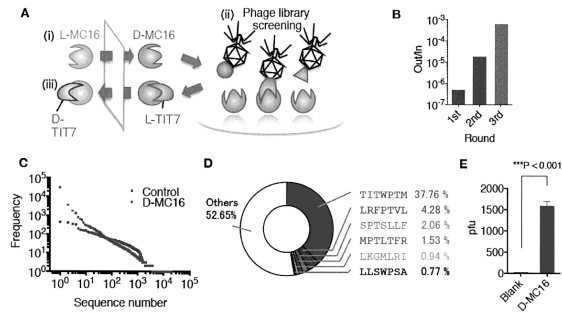 A
(i) L-MC16 D-MC16
(ii) Phage library
screening
(iii)
D-
TIT7
L-TIT7
B
Out/In
10-3
10-4
10-5
10-6
10-7
1st 2nd 3rd
Round
C
Frequency
105
104
103
102
101
100
Control
D-MC16
100 101 102 103 104 105
Sequence number
D
Others
52.65%
TITWPTM 37.76 %
LRFPTVL 4.28 %
SPTSLLF 2.06 %
MPTLTFR 1.53 %
LKGMLRI 0.94 %
LLSWPSA 0.77 %
E
***P < 0.001
pfu
2000
1500
1000
500
0
Blank
D-MC16